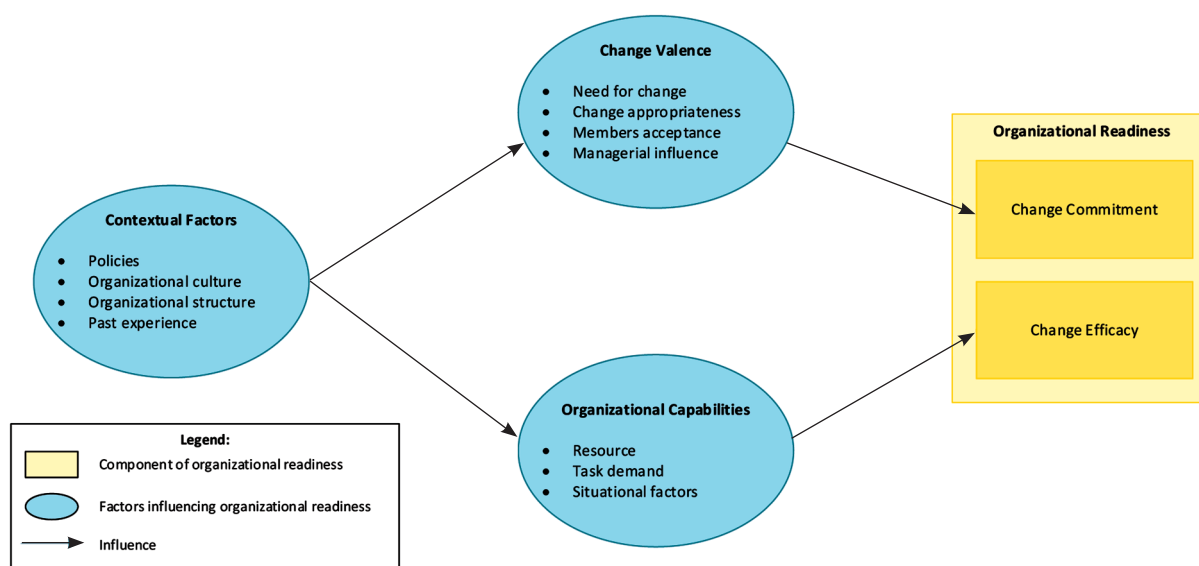 Change Valence
● Need for change
● Change appropriateness
● Members acceptance
● Managerial influence
Organizational Readiness
Change Commitment
Change Efficacy
Contextual Factors
● Policies
● Organizational culture
● Organizational structure
● Past experience
Organizational Capabilities
● Resource
● Task demand
● Situational factors
Legend:
Component of organizational readiness
Factors influencing organizational readiness
Influence